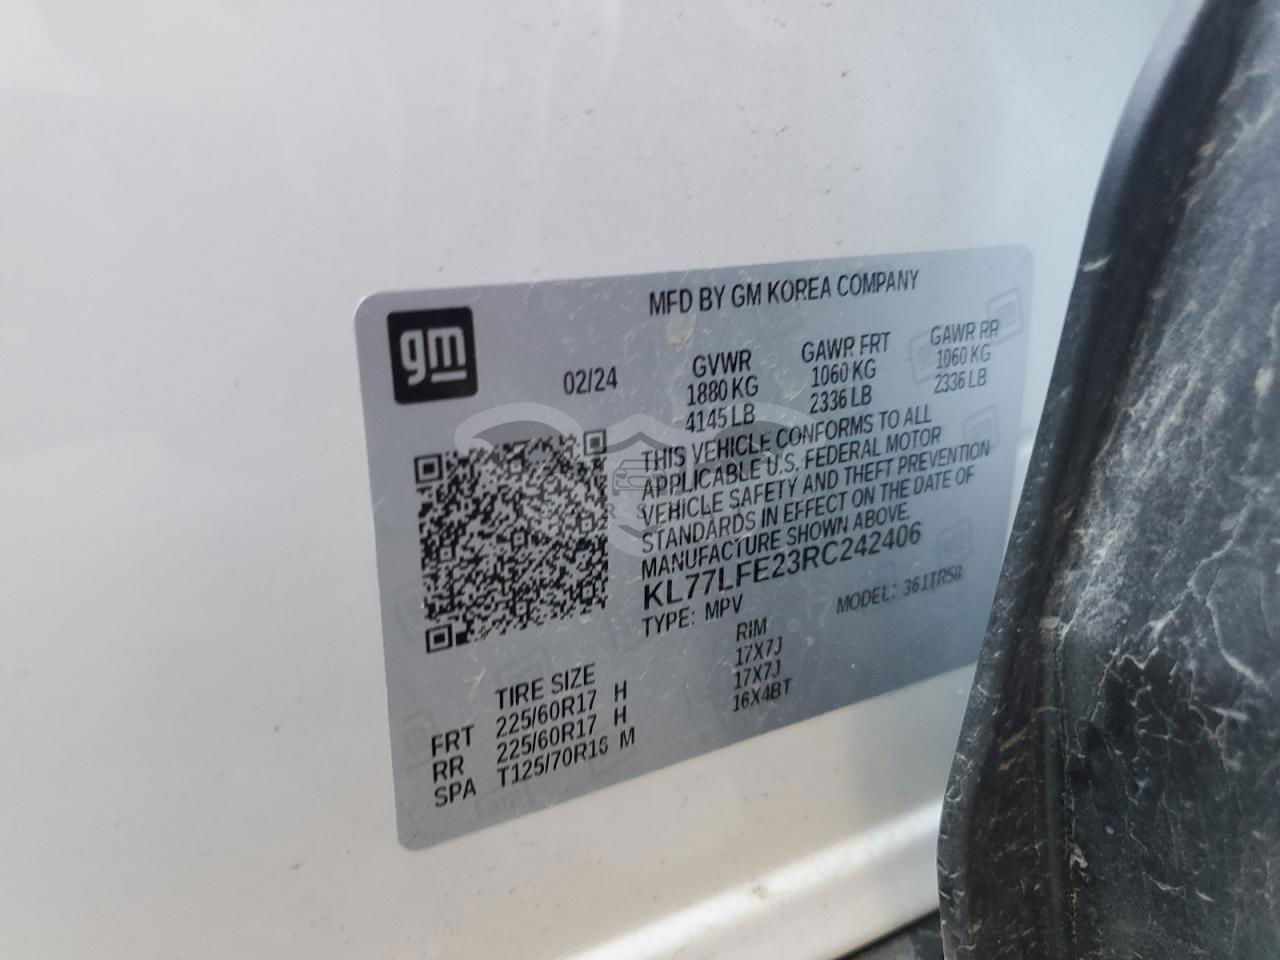 gm
MFD BY GM KOREA COMPANY
02/24
GVWR GAWR FRT GAWR RR
1880 KG 1060 KG 1060 KG
4145 LB 2336 LB 2336 LB
THIS VEHICLE CONFORMS TO ALL
APPLICABLE U.S. FEDERAL MOTOR
VEHICLE SAFETY AND THEFT PREVENTION
STANDARDS IN EFFECT ON THE DATE OF
MANUFACTURE SHOWN ABOVE.
KL77LFE23RC242406
TYPE: MPV MODEL: 361TR58
TIRE SIZE RIM
FRT 225/60R17 H 17X7J
RR 225/60R17 H 17X7J
SPA T125/70R16 M 16X4BT